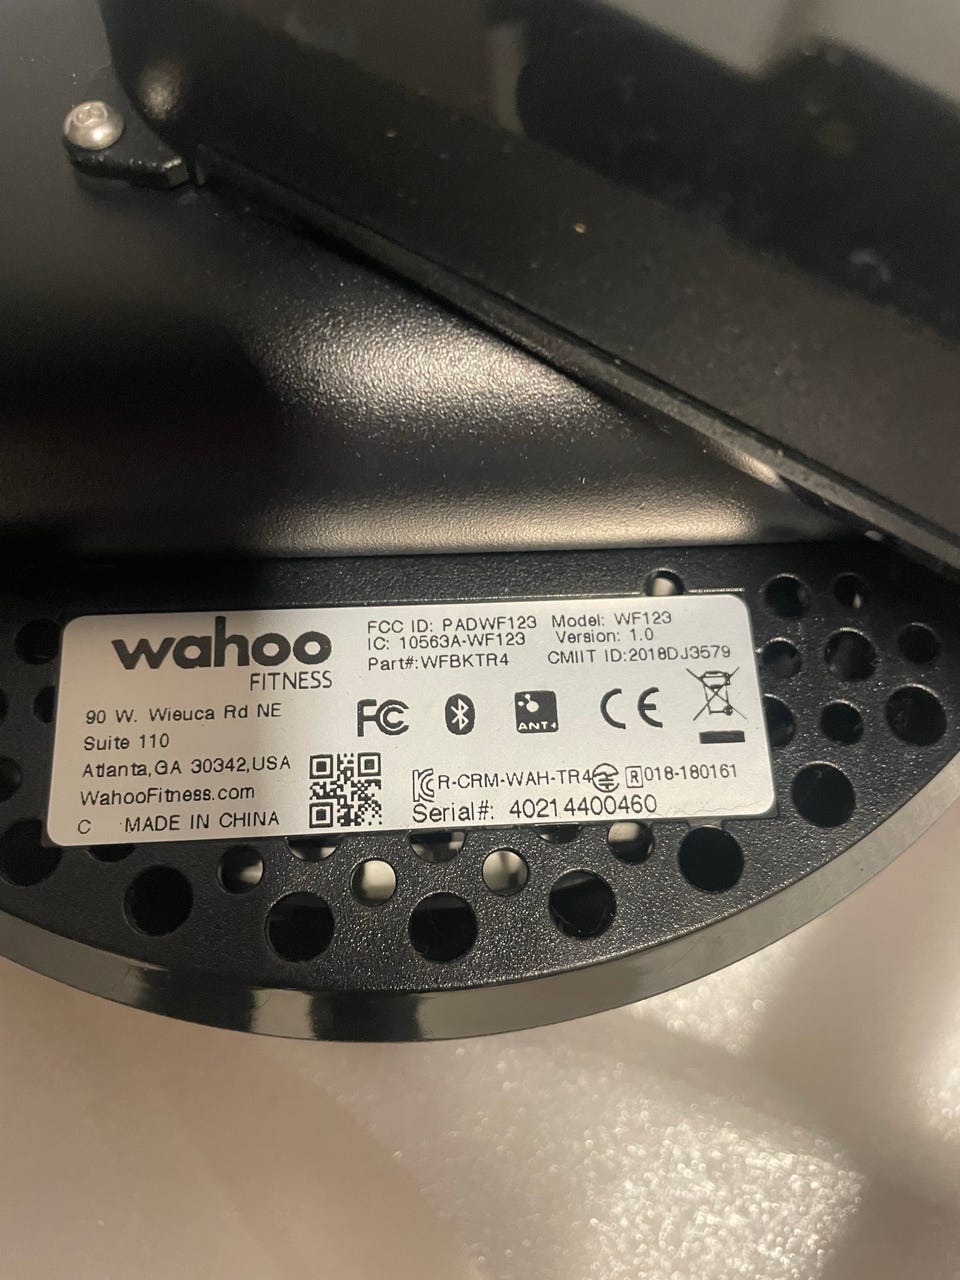 wahoo
FITNESS
90 W. Wieuca Rd NE
Suite 110
Atlanta,GA 30342,USA
WahooFitness.com
C MADE IN CHINA
FCC ID: PADWF123 Model: WF123
IC: 10563A-WF123 Version: 1.0
Part#:WFBKTR4 CMIIT ID:2018DJ3579
FC ANT+ CE
R-CRM-WAH-TR4 R 018-180161
Serial#: 40214400460